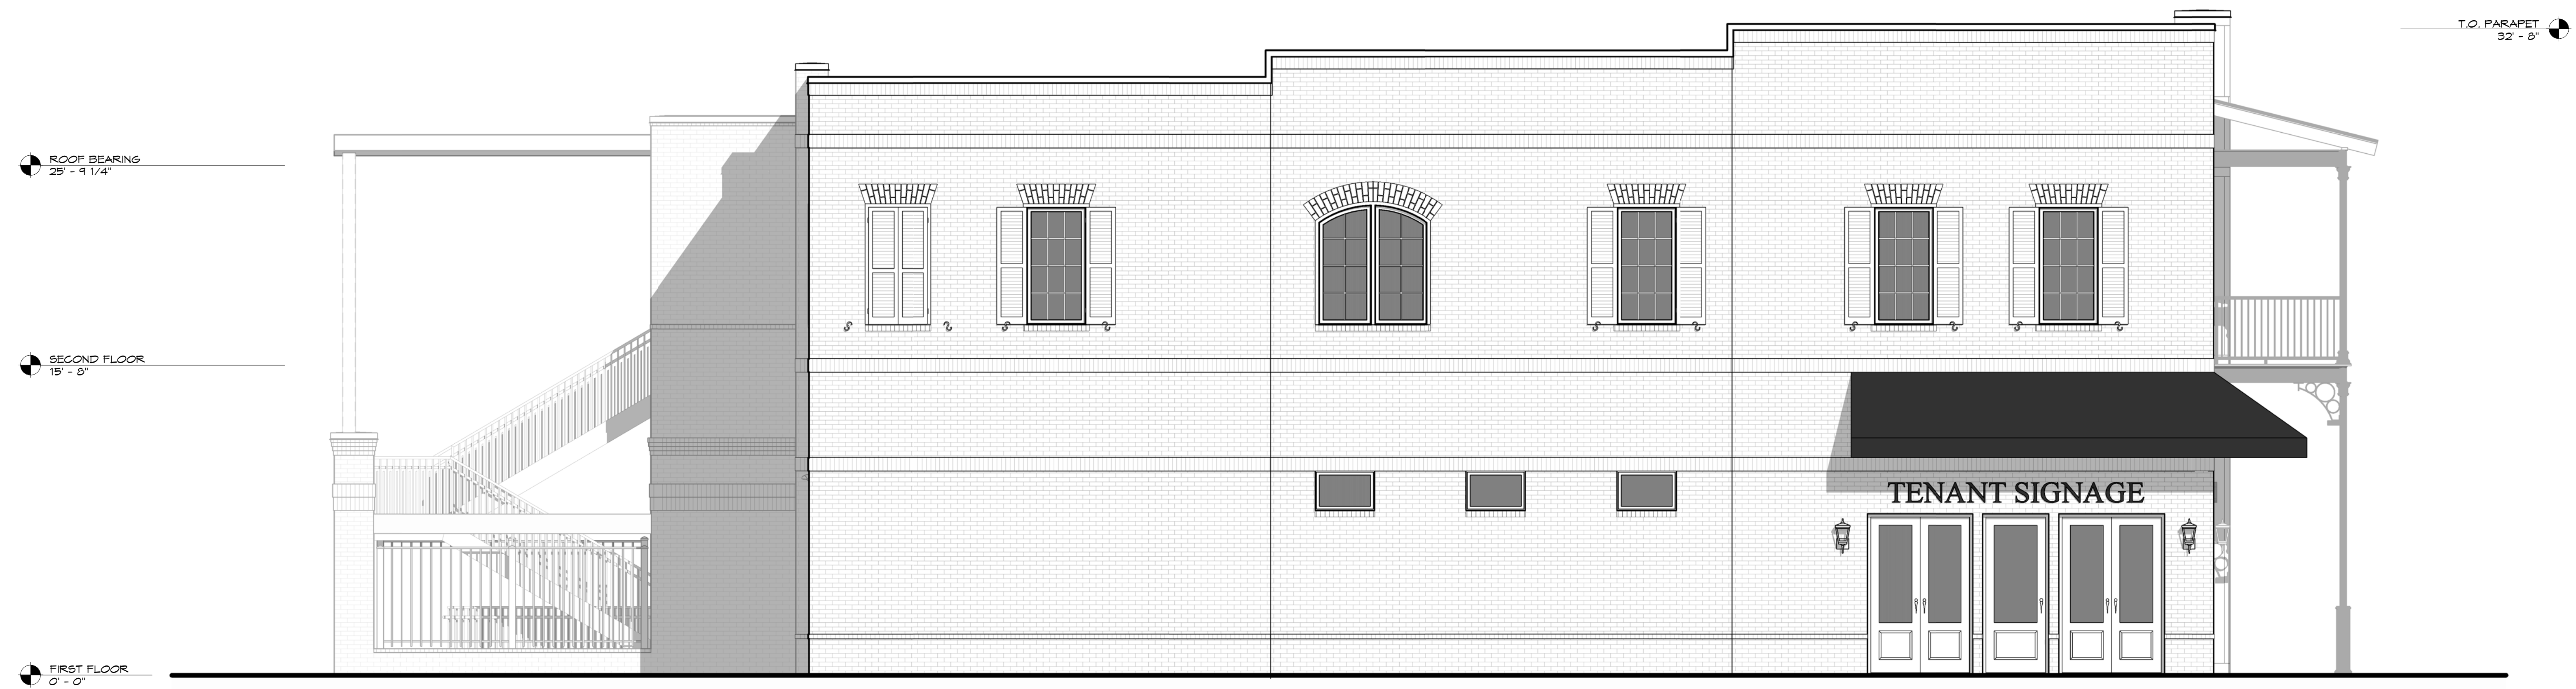 T.O. PARAPET
32' - 8"
ROOF BEARING
25' - 9 1/4"
SECOND FLOOR
15' - 8"
TENANT SIGNAGE
FIRST FLOOR
0' - 0"